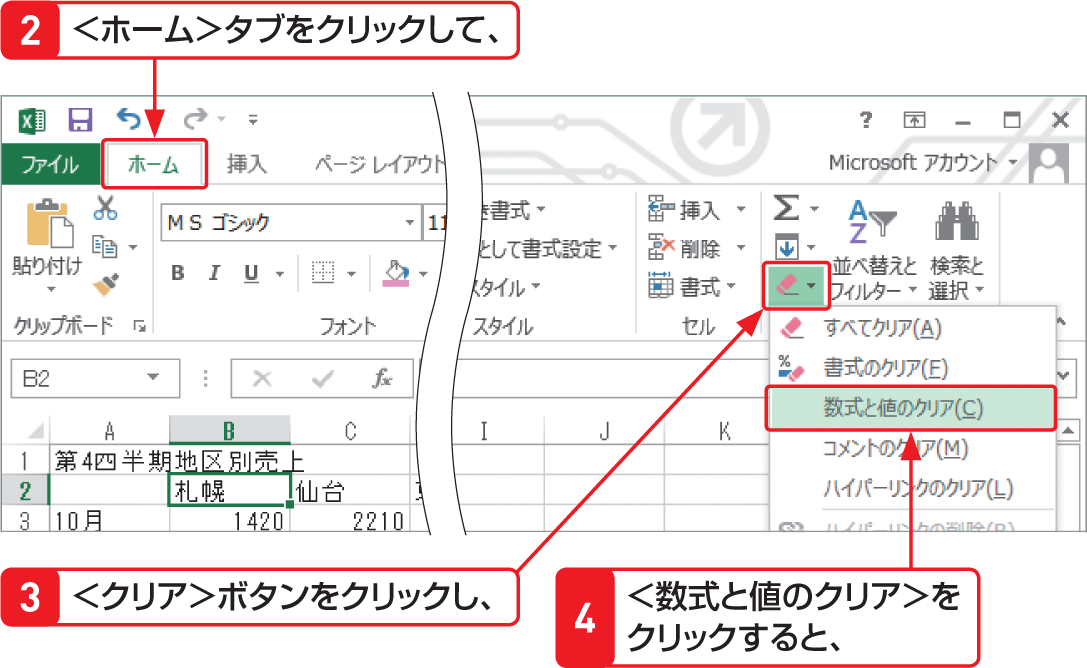 2 <ホーム>タブをクリックして、
?
ファイル ホーム 挿入 ページ レイアウト Microsoft アカウント
MS ゴシック 11 き書式 挿入 Σ A Z
貼り付け B I U として書式設定 削除 並べ替えと 検索と
スタイル 書式 フィルター 選択
クリップボード フォント スタイル セル
すべてクリア(A)
% 書式のクリア(F)
B2 fx
数式と値のクリア(C)
A B C I J K
コメントのクリア(M)
1 第4四半期地区別売上
2 札幌 仙台
ハイパーリンクのクリア(L)
3 10月 1420 2210
ハイパーリンクの削除(R)
3 <クリア>ボタンをクリックし、
4 <数式と値のクリア>を
クリックすると、